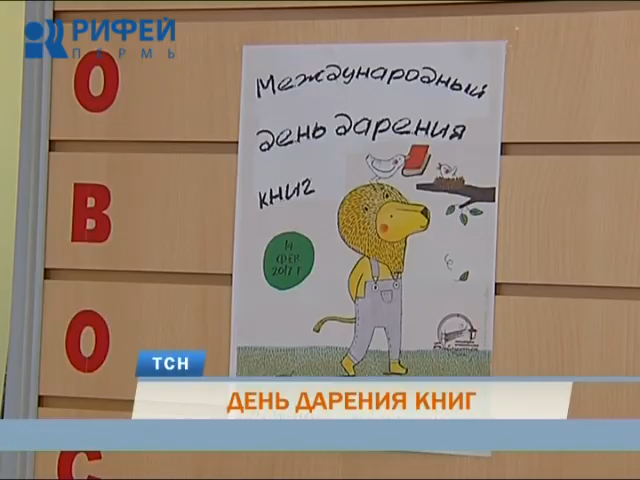 РИФЕЙ
ПЕРМЬ
О
В
О
С
Международный
день дарения
книг
14
фев
2017 г
ТСН
ДЕНЬ ДАРЕНИЯ КНИГ